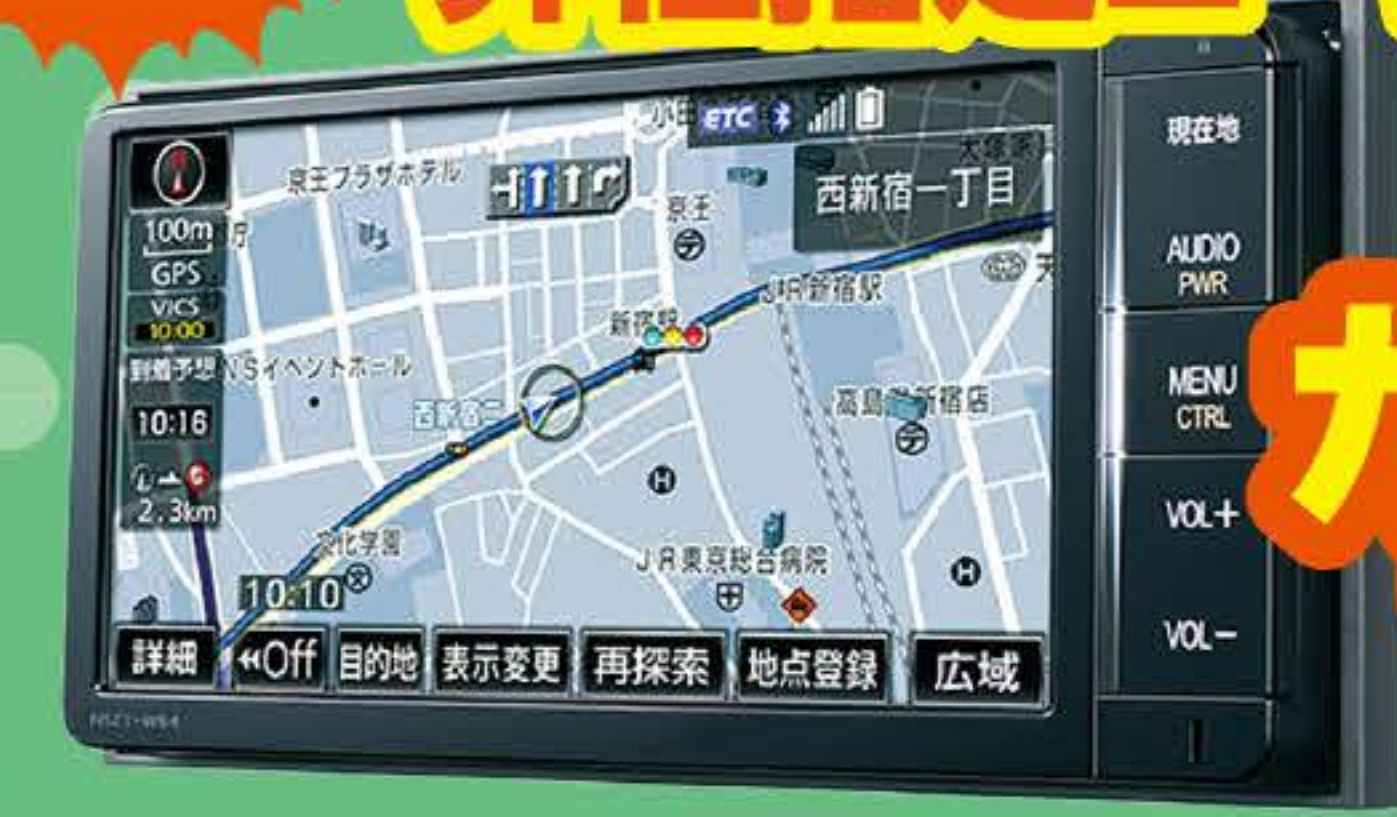 現在地
AUDIO
PWR
MENU
CTRL
VOL+
VOL-
ETC
西新宿一丁目
京王プラザホテル
京王
100m
庁
GPS
VICS
10:00
JR新宿駅
天
新宿駅
到着予想
NSイベントホール
西新宿二
10:16
高島
新宿店
2.3km
文化学園
JR東京総合病院
10:10
詳細
Off
目的地
表示変更
再探索
地点登録
広域